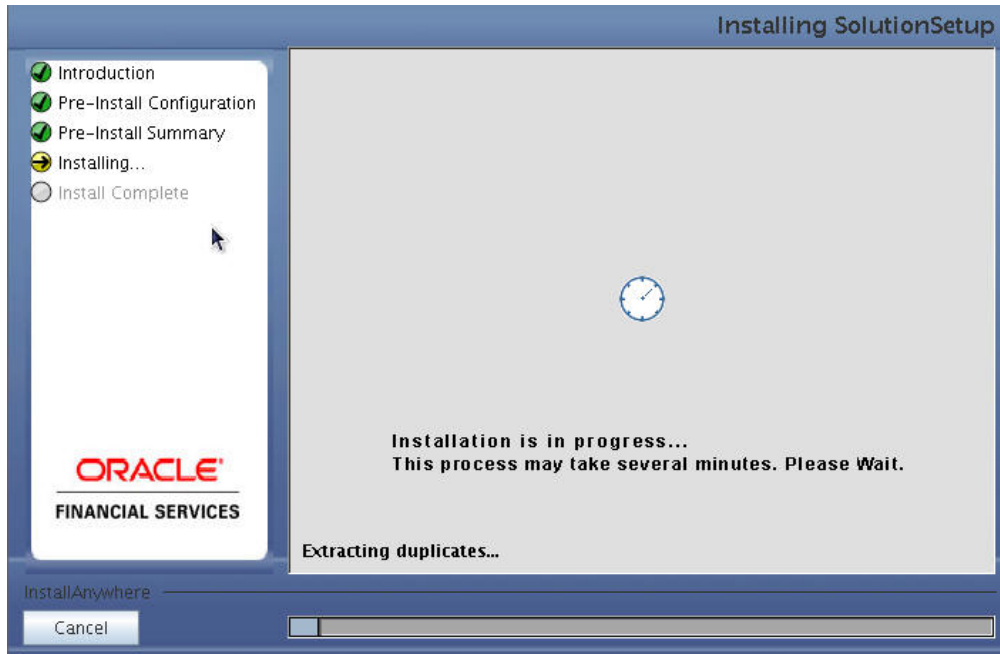 Installing SolutionSetup
Introduction
Pre-Install Configuration
Pre-Install Summary
Installing...
Install Complete
ORACLE'
FINANCIAL SERVICES
Installation is in progress...
This process may take several minutes. Please Wait.
Extracting duplicates...
InstallAnywhere
Cancel